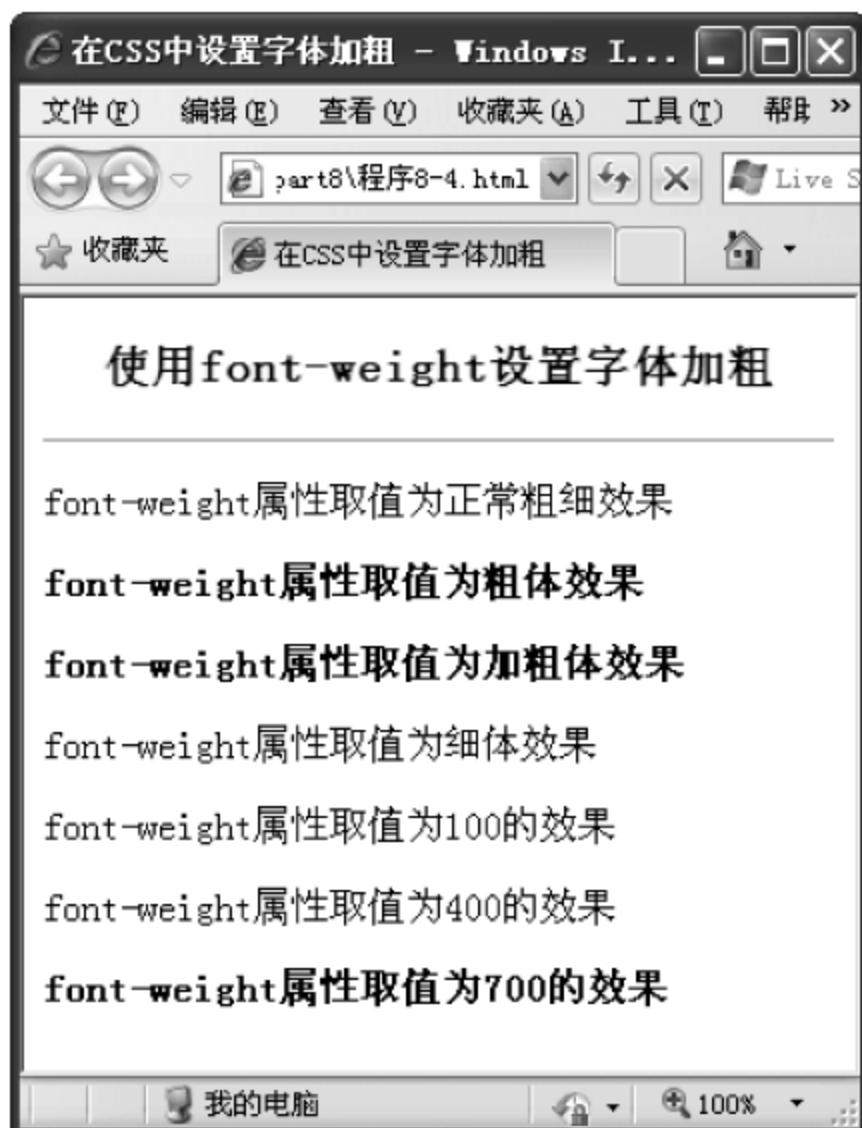 在CSS中设置字体加粗 - Windows I...
文件(F) 编辑(E) 查看(V) 收藏夹(A) 工具(T) 帮助 »
part8\程序8-4.html Live S
收藏夹 在CSS中设置字体加粗
使用font-weight设置字体加粗
font-weight属性取值为正常粗细效果
font-weight属性取值为粗体效果
font-weight属性取值为加粗体效果
font-weight属性取值为细体效果
font-weight属性取值为100的效果
font-weight属性取值为400的效果
font-weight属性取值为700的效果
我的电脑 100%